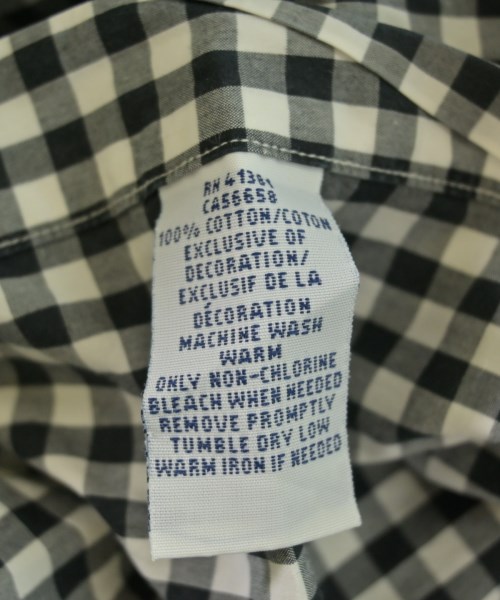 RN 41381
CA56658
100% COTTON/COTON
EXCLUSIVE OF
DECORATION/
EXCLUSIF DE LA
DÉCORATION
MACHINE WASH
WARM
ONLY NON-CHLORINE
BLEACH WHEN NEEDED
REMOVE PROMPTLY
TUMBLE DRY LOW
WARM IRON IF NEEDED